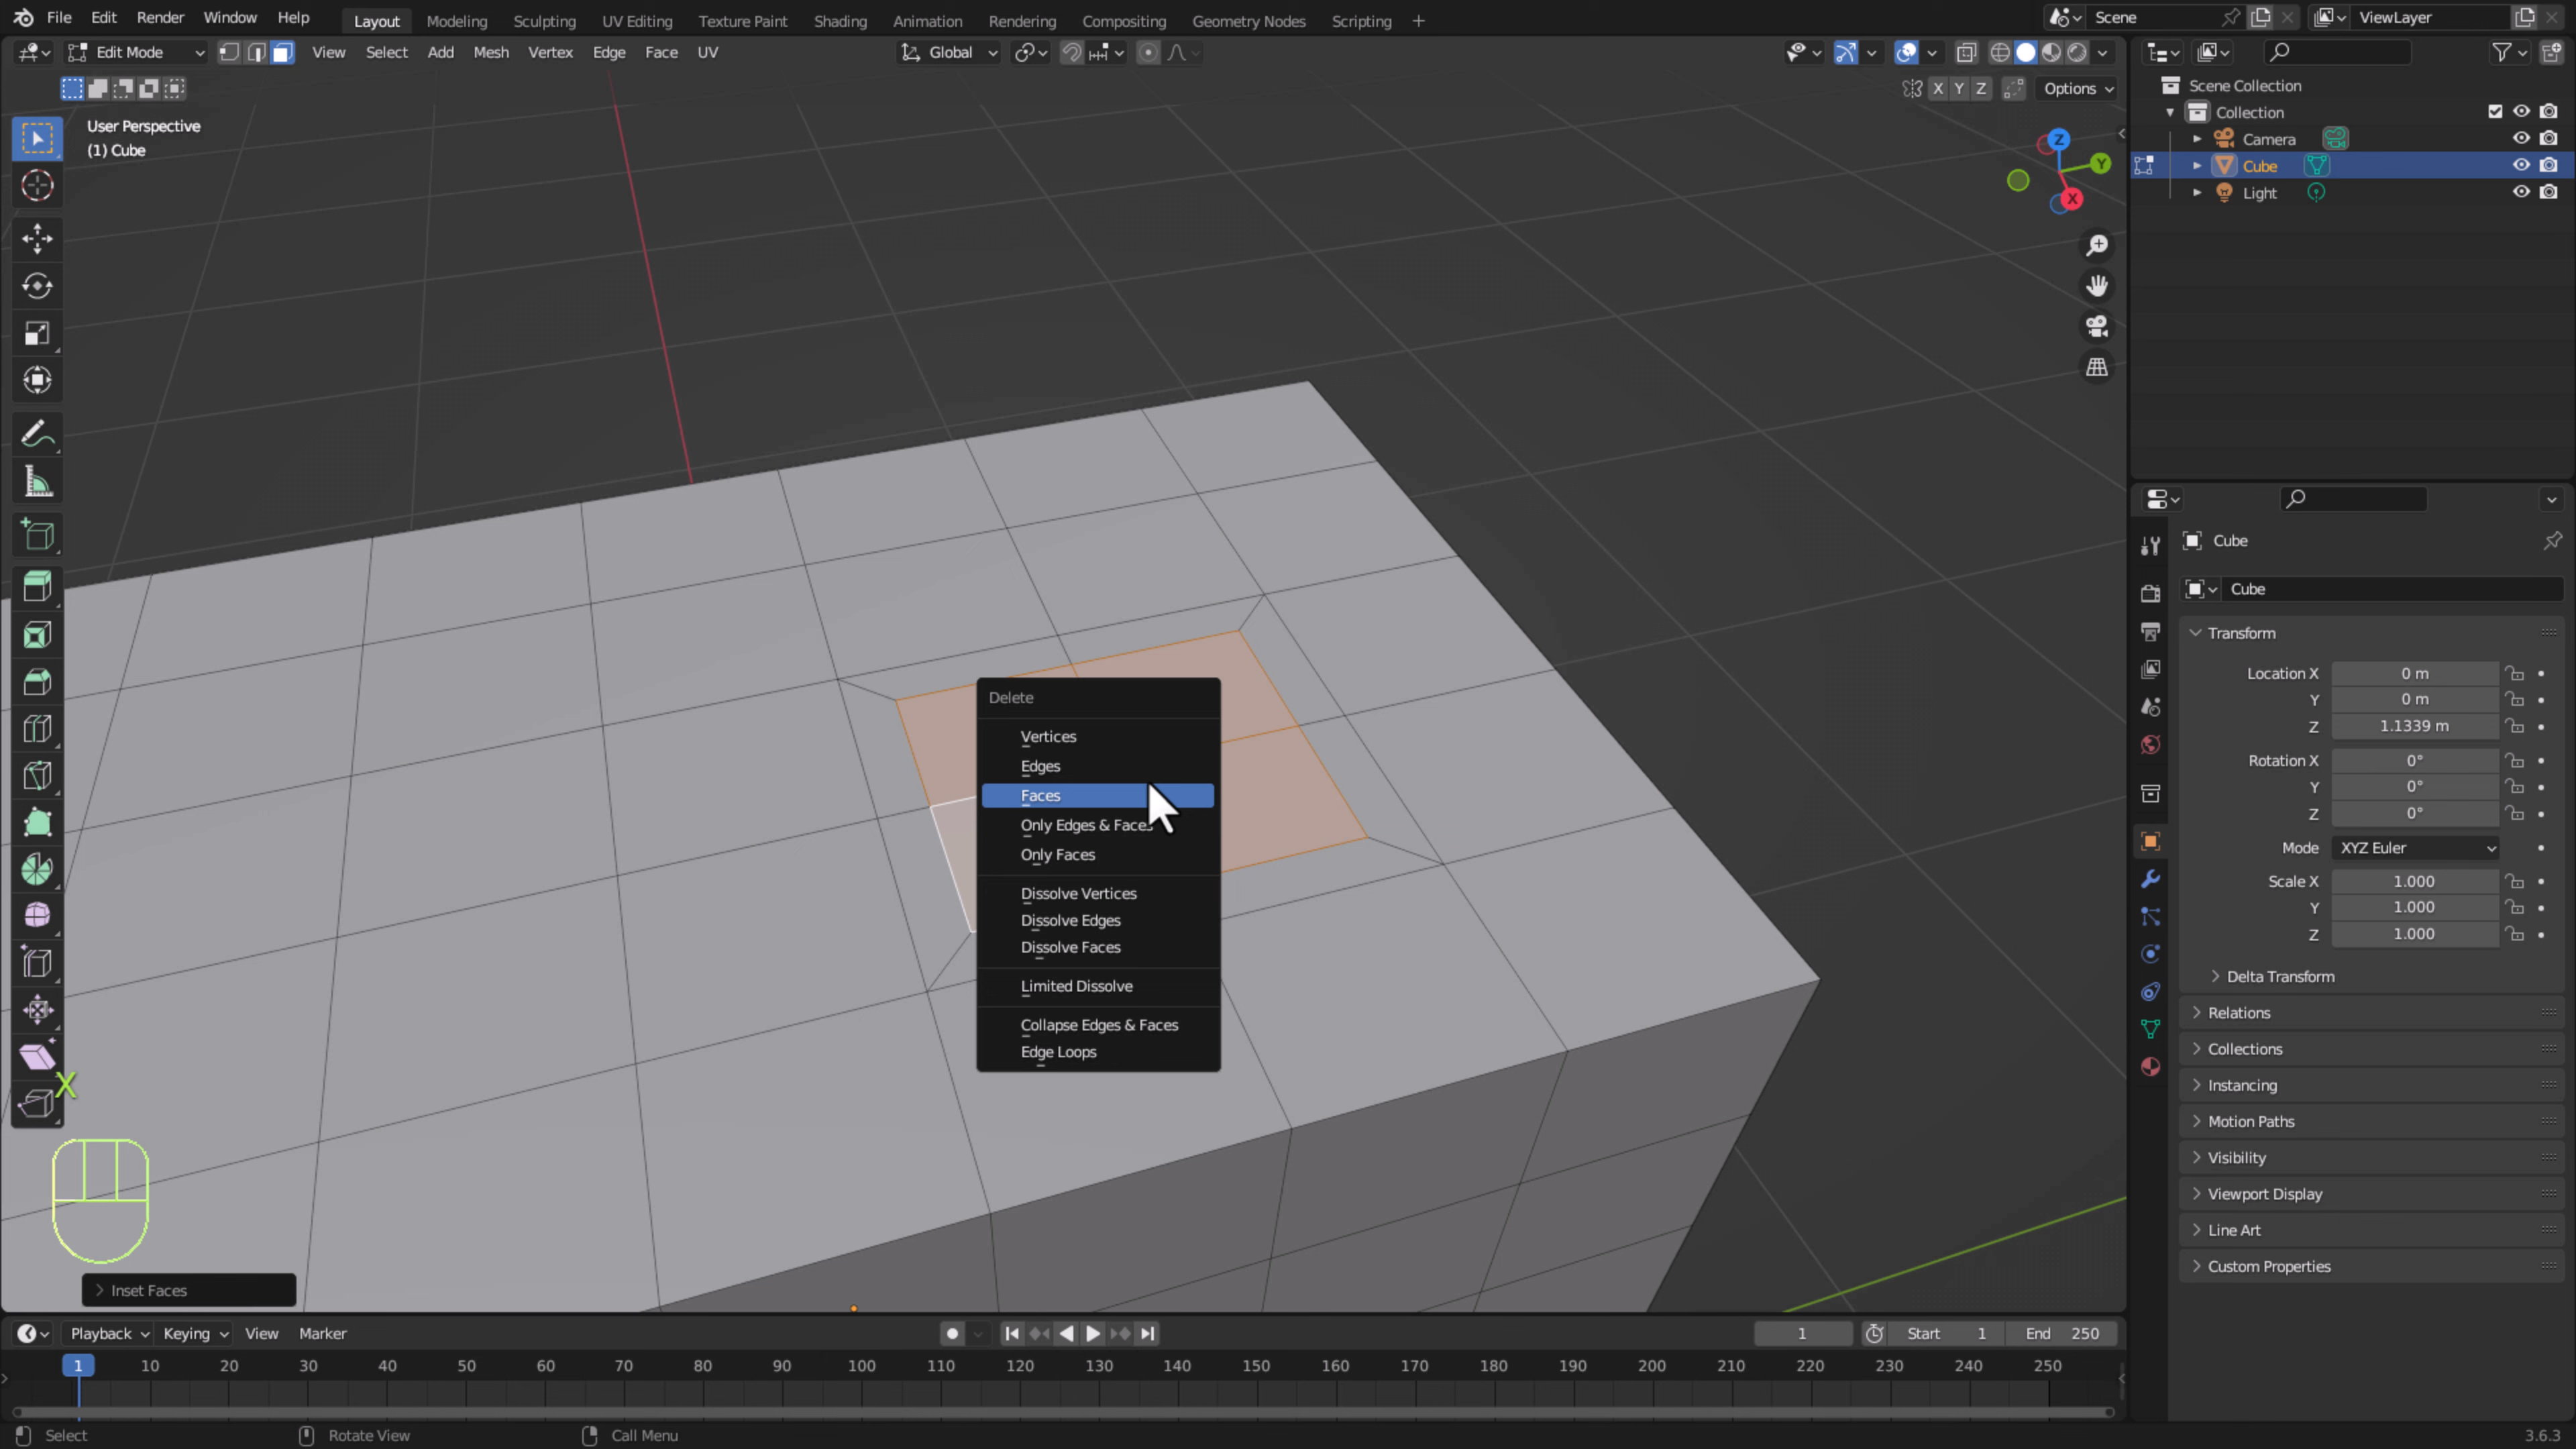 File Edit Render Window Help Layout Modeling Sculpting UV Editing Texture Paint Shading Animation Rendering Compositing Geometry Nodes Scripting + Scene ViewLayer
Edit Mode View Select Add Mesh Vertex Edge Face UV Global
X Y Z Options
User Perspective
(1) Cube
Z
Y
X
Scene Collection
Collection
Camera
Cube
Light
Delete
Vertices
Edges
Faces
Only Edges & Faces
Only Faces
Dissolve Vertices
Dissolve Edges
Dissolve Faces
Limited Dissolve
Collapse Edges & Faces
Edge Loops
Cube
Cube
Transform
Location X 0 m
Y 0 m
Z 1.1339 m
Rotation X 0°
Y 0°
Z 0°
Mode XYZ Euler
Scale X 1.000
Y 1.000
Z 1.000
Delta Transform
Relations
Collections
Instancing
Motion Paths
Visibility
Viewport Display
Line Art
Custom Properties
X
Inset Faces
Playback Keying View Marker 1 Start 1 End 250
1 10 20 30 40 50 60 70 80 90 100 110 120 130 140 150 160 170 180 190 200 210 220 230 240 250
Select Rotate View Call Menu 3.6.3